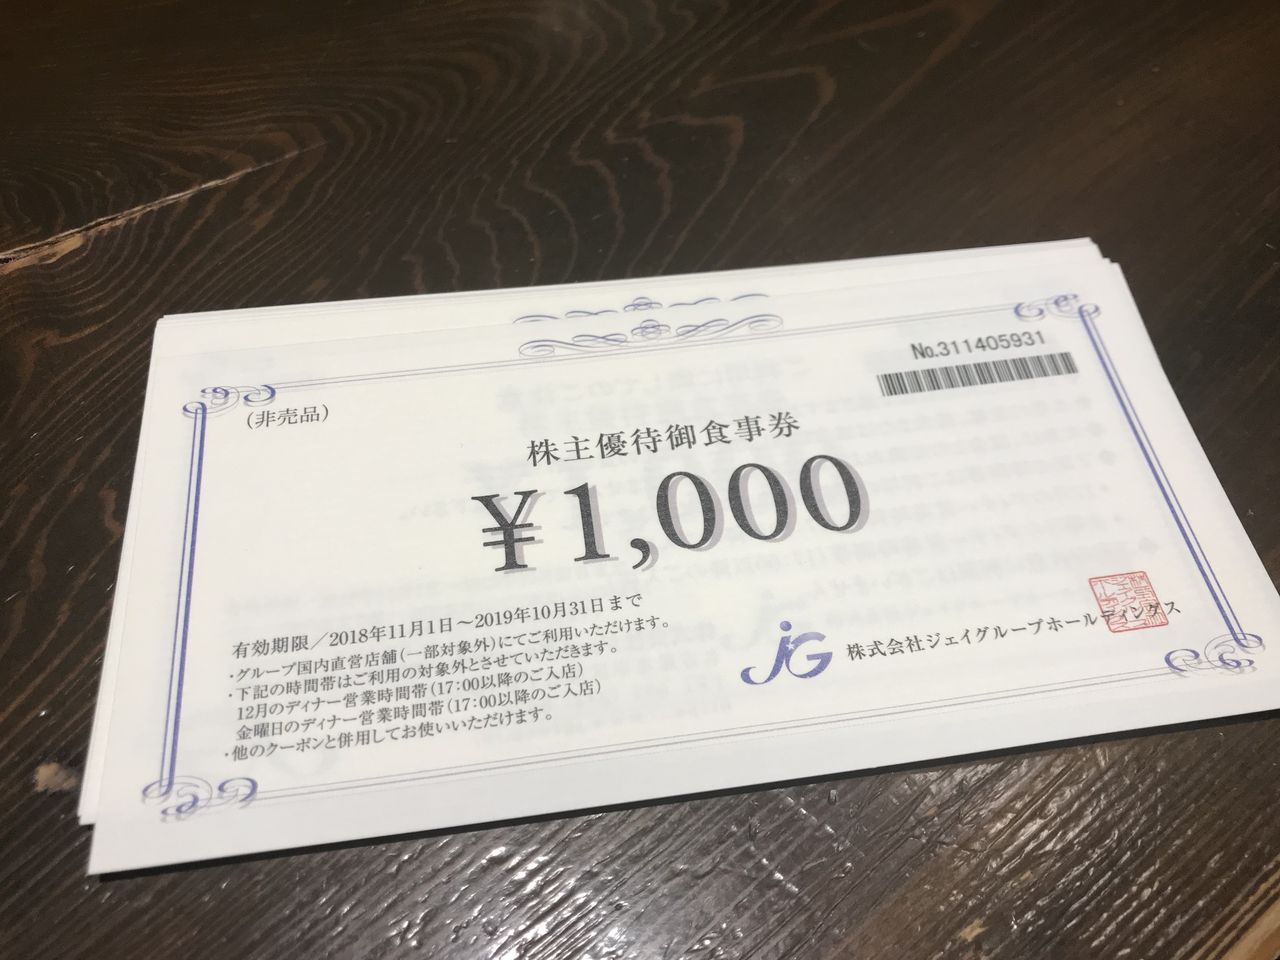 No.311405931
(非売品)
株主優待御食事券
¥1,000
有効期限／2018年11月1日～2019年10月31日まで
・グループ国内直営店舗(一部対象外)にてご利用いただけます。
・下記の時間帯はご利用の対象外とさせていただきます。
12月のディナー営業時間帯(17:00以降のご入店)
金曜日のディナー営業時間帯(17:00以降のご入店)
・他のクーポンと併用してお使いいただけます。
JG 株式会社ジェイグループホールディングス